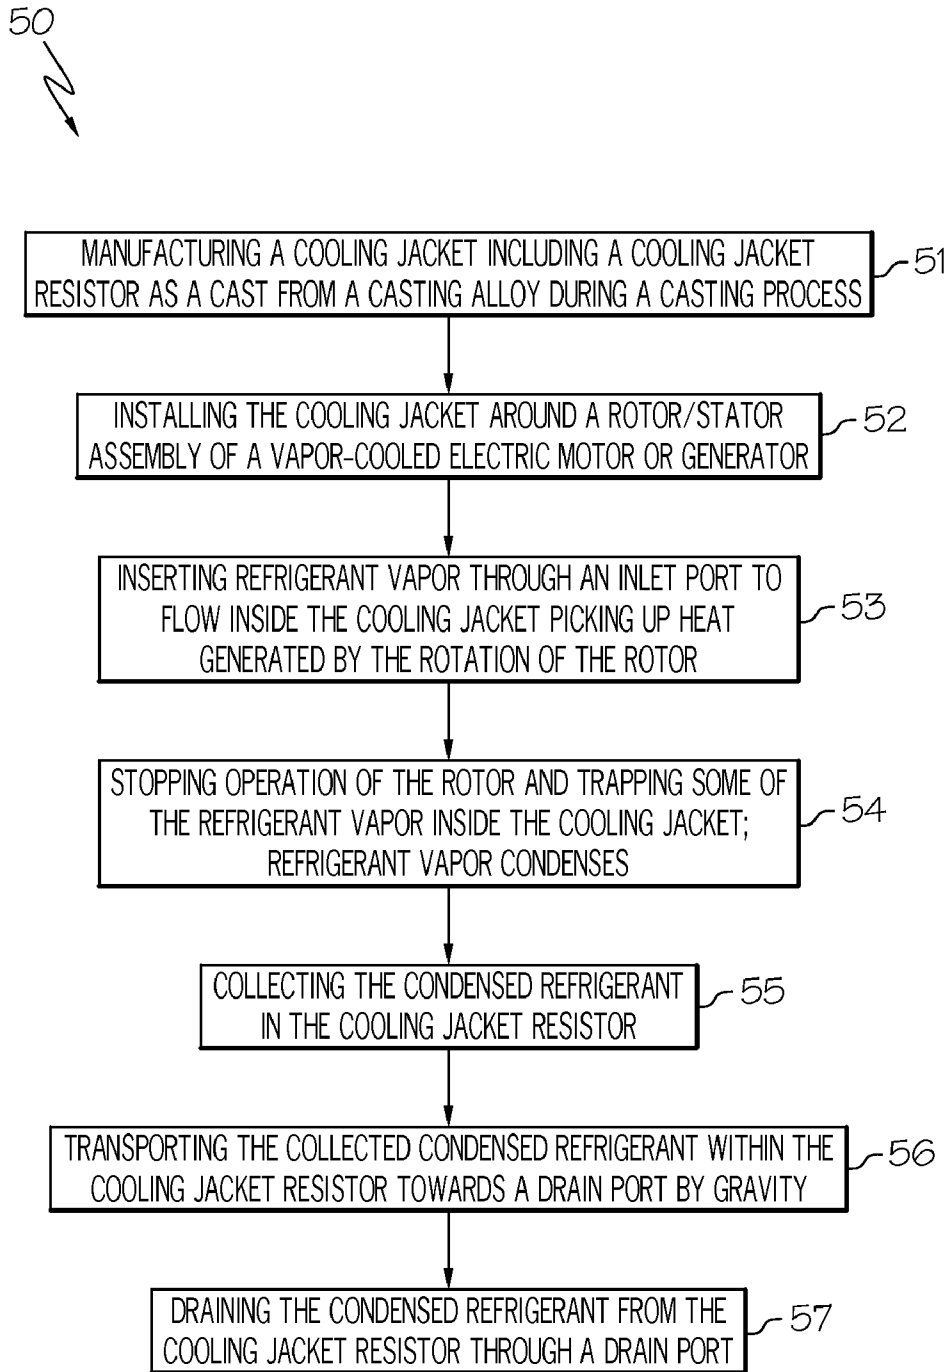 50
MANUFACTURING A COOLING JACKET INCLUDING A COOLING JACKET
RESISTOR AS A CAST FROM A CASTING ALLOY DURING A CASTING PROCESS
51
INSTALLING THE COOLING JACKET AROUND A ROTOR/STATOR
ASSEMBLY OF A VAPOR-COOLED ELECTRIC MOTOR OR GENERATOR
52
INSERTING REFRIGERANT VAPOR THROUGH AN INLET PORT TO
FLOW INSIDE THE COOLING JACKET PICKING UP HEAT
GENERATED BY THE ROTATION OF THE ROTOR
53
STOPPING OPERATION OF THE ROTOR AND TRAPPING SOME OF
THE REFRIGERANT VAPOR INSIDE THE COOLING JACKET;
REFRIGERANT VAPOR CONDENSES
54
COLLECTING THE CONDENSED REFRIGERANT
IN THE COOLING JACKET RESISTOR
55
TRANSPORTING THE COLLECTED CONDENSED REFRIGERANT WITHIN THE
COOLING JACKET RESISTOR TOWARDS A DRAIN PORT BY GRAVITY
56
DRAINING THE CONDENSED REFRIGERANT FROM THE
COOLING JACKET RESISTOR THROUGH A DRAIN PORT
57